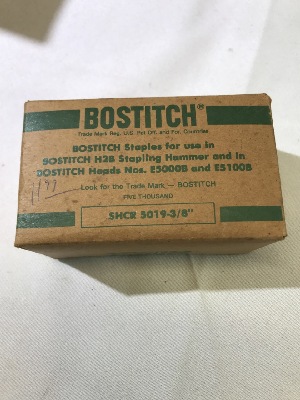 BOSTITCH®
Trade Mark Reg. U.S. Pat. Off. and For. Countries
BOSTITCH Staples for use in
BOSTITCH H2B Stapling Hammer and in
BOSTITCH Heads Nos. E5000B and E5100B
Look for the Trade Mark — BOSTITCH
FIVE THOUSAND
SHCR 5019-3/8"